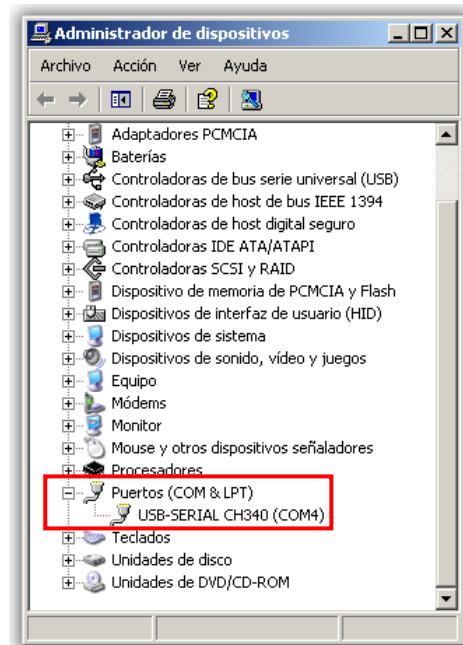 Administrador de dispositivos
Archivo Acción Ver Ayuda
Adaptadores PCMCIA
Baterías
Controladoras de bus serie universal (USB)
Controladoras de host de bus IEEE 1394
Controladoras de host digital seguro
Controladoras IDE ATA/ATAPI
Controladoras SCSI y RAID
Dispositivo de memoria de PCMCIA y Flash
Dispositivos de interfaz de usuario (HID)
Dispositivos de sistema
Dispositivos de sonido, vídeo y juegos
Equipo
Módems
Monitor
Mouse y otros dispositivos señaladores
Procesadores
Puertos (COM & LPT)
USB-SERIAL CH340 (COM4)
Teclados
Unidades de disco
Unidades de DVD/CD-ROM